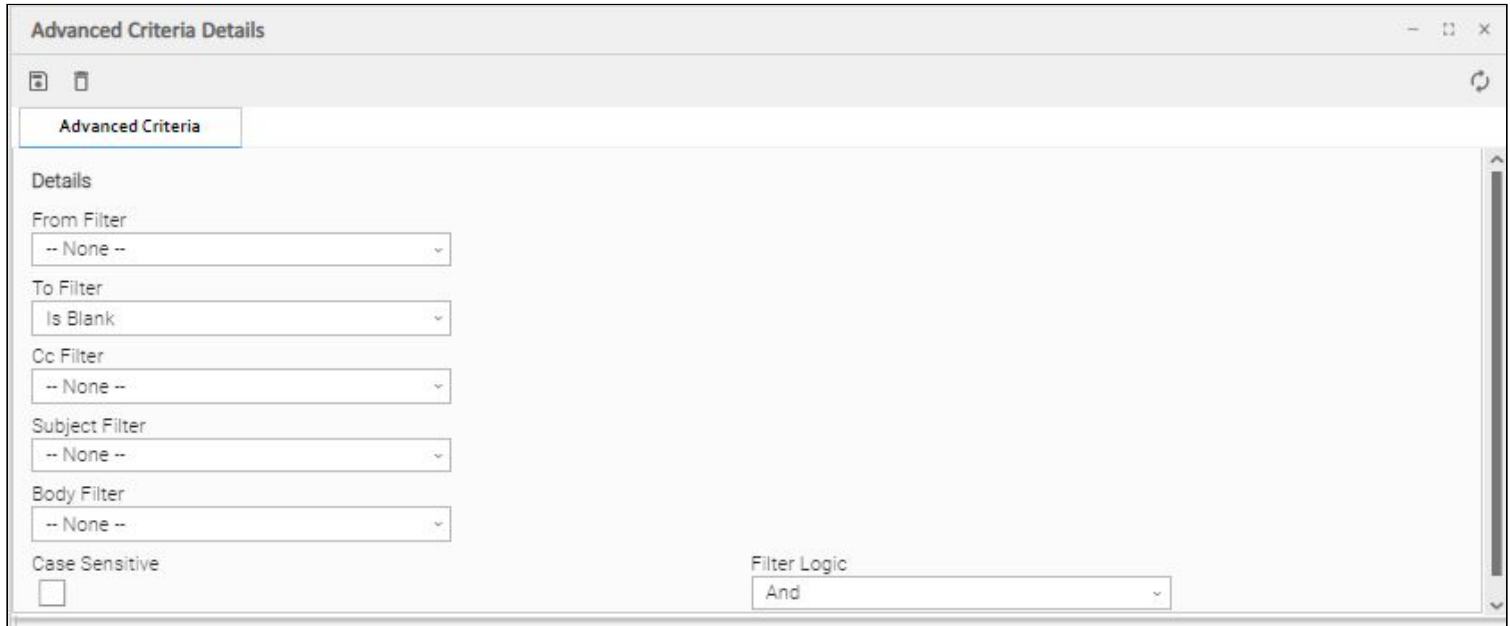 Advanced Criteria Details
Advanced Criteria
Details
From Filter
-- None --
To Filter
Is Blank
Cc Filter
-- None --
Subject Filter
-- None --
Body Filter
-- None --
Case Sensitive
Filter Logic
And